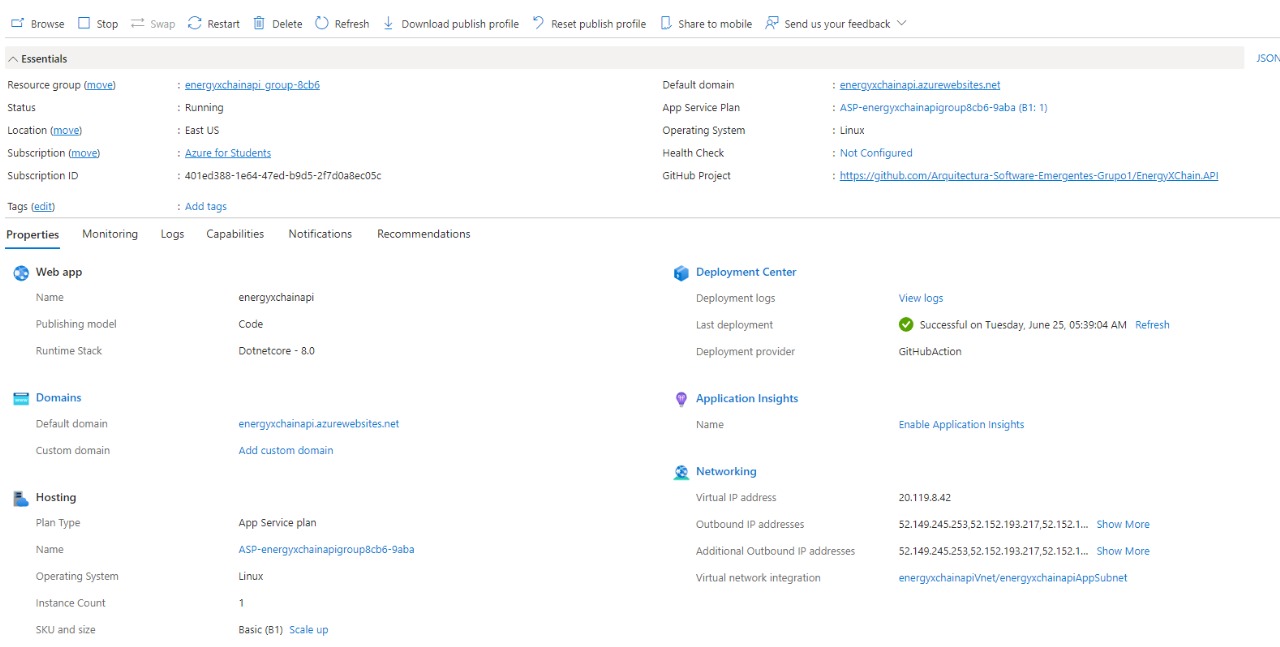 Browse Stop Swap Restart Delete Refresh Download publish profile Reset publish profile Share to mobile Send us your feedback
Essentials
JSON
Resource group (move) : energyxchainapi_group-8cb6
Status : Running
Location (move) : East US
Subscription (move) : Azure for Students
Subscription ID : 401ed388-1e64-47ed-b9d5-2f7d0a8ec05c
Default domain : energyxchainapi.azurewebsites.net
App Service Plan : ASP-energyxchainapigroup8cb6-9aba (B1: 1)
Operating System : Linux
Health Check : Not Configured
GitHub Project : https://github.com/Arquitectura-Software-Emergentes-Grupo1/EnergyXChain.API
Tags (edit) : Add tags
Properties Monitoring Logs Capabilities Notifications Recommendations
Web app
Name energyxchainapi
Publishing model Code
Runtime Stack Dotnetcore - 8.0
Domains
Default domain energyxchainapi.azurewebsites.net
Custom domain Add custom domain
Hosting
Plan Type App Service plan
Name ASP-energyxchainapigroup8cb6-9aba
Operating System Linux
Instance Count 1
SKU and size Basic (B1) Scale up
Deployment Center
Deployment logs View logs
Last deployment Successful on Tuesday, June 25, 05:39:04 AM Refresh
Deployment provider GitHubAction
Application Insights
Name Enable Application Insights
Networking
Virtual IP address 20.119.8.42
Outbound IP addresses 52.149.245.253,52.152.193.217,52.152.1... Show More
Additional Outbound IP addresses 52.149.245.253,52.152.193.217,52.152.1... Show More
Virtual network integration energyxchainapiVnet/energyxchainapiAppSubnet